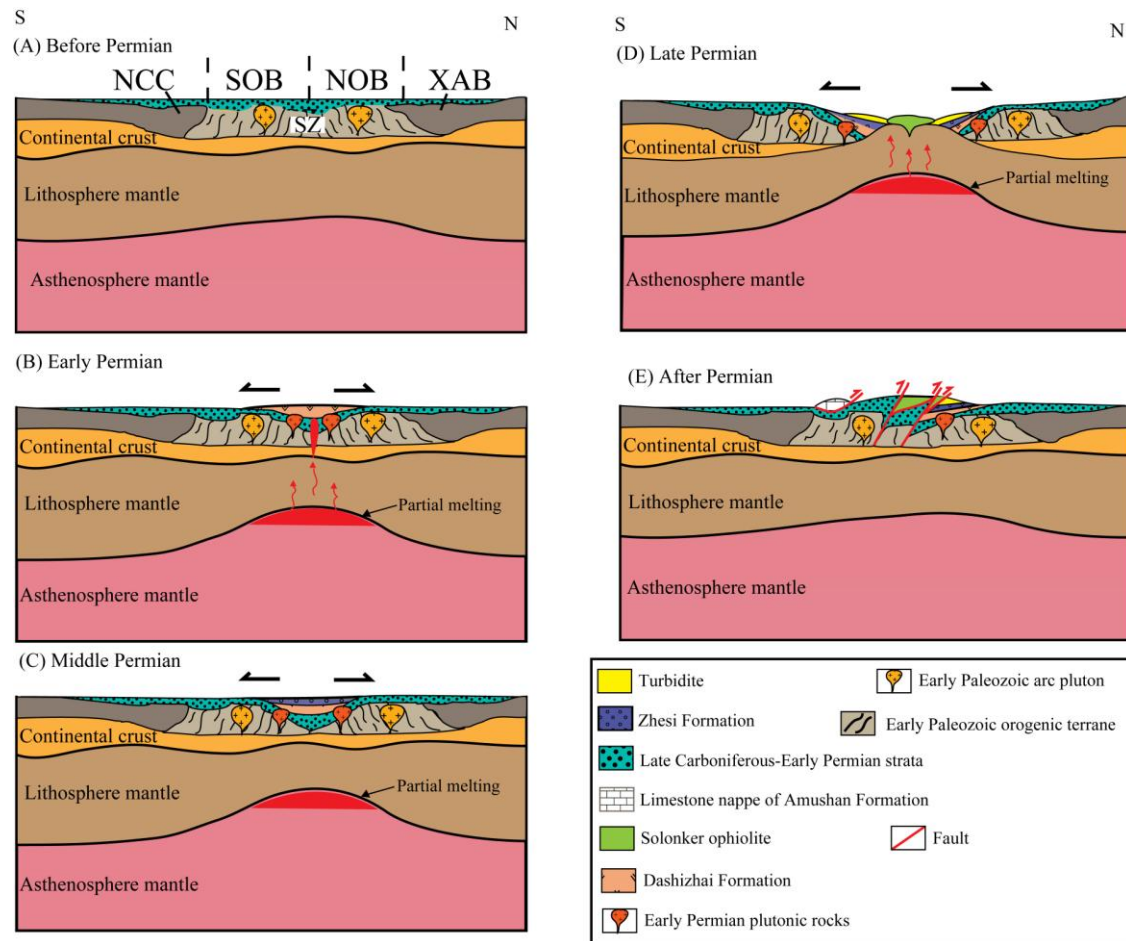 S
N
(A) Before Permian
NCC
SOB
NOB
XAB
SZ
Continental crust
Lithosphere mantle
Asthenosphere mantle
(B) Early Permian
Continental crust
Lithosphere mantle
Partial melting
Asthenosphere mantle
(C) Middle Permian
Continental crust
Lithosphere mantle
Partial melting
Asthenosphere mantle
S
N
(D) Late Permian
Continental crust
Lithosphere mantle
Partial melting
Asthenosphere mantle
(E) After Permian
Continental crust
Lithosphere mantle
Asthenosphere mantle
Turbidite
Early Paleozoic arc pluton
Zhesi Formation
Early Paleozoic orogenic terrane
Late Carboniferous-Early Permian strata
Limestone nappe of Amushan Formation
Solonker ophiolite
Fault
Dashizhai Formation
Early Permian plutonic rocks